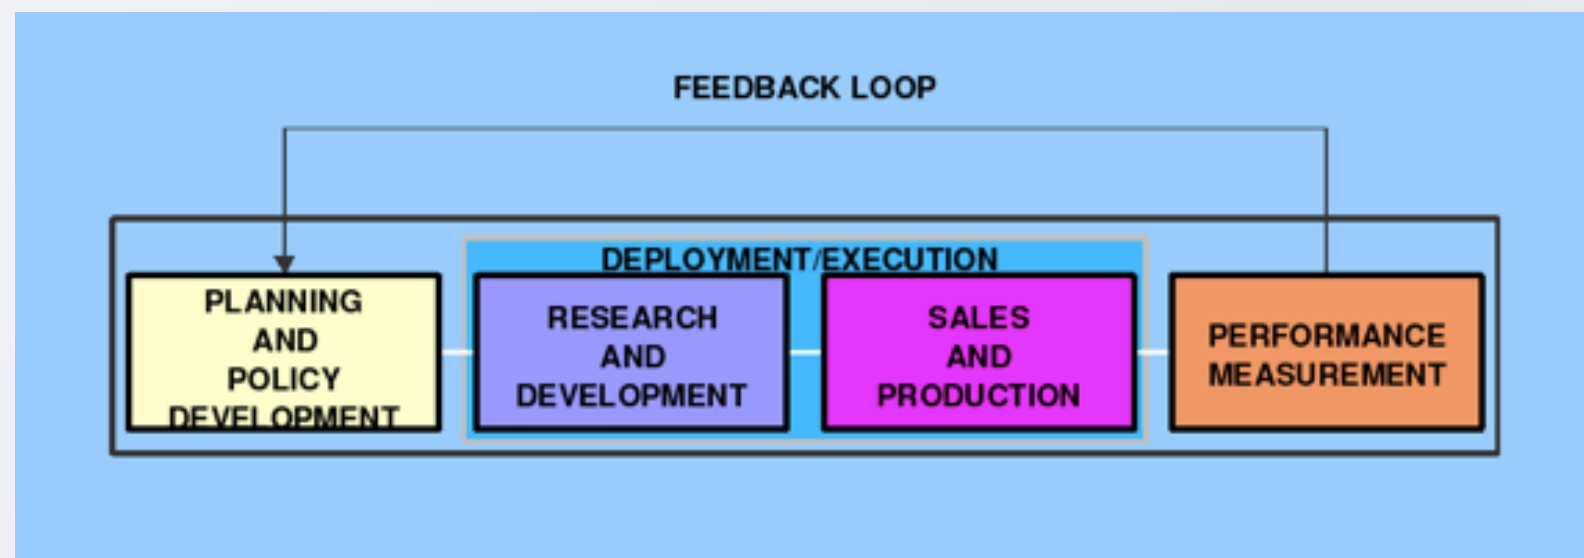 FEEDBACK LOOP
DEPLOYMENT/EXECUTION
PLANNING
AND
POLICY
DEVELOPMENT
RESEARCH
AND
DEVELOPMENT
SALES
AND
PRODUCTION
PERFORMANCE
MEASUREMENT